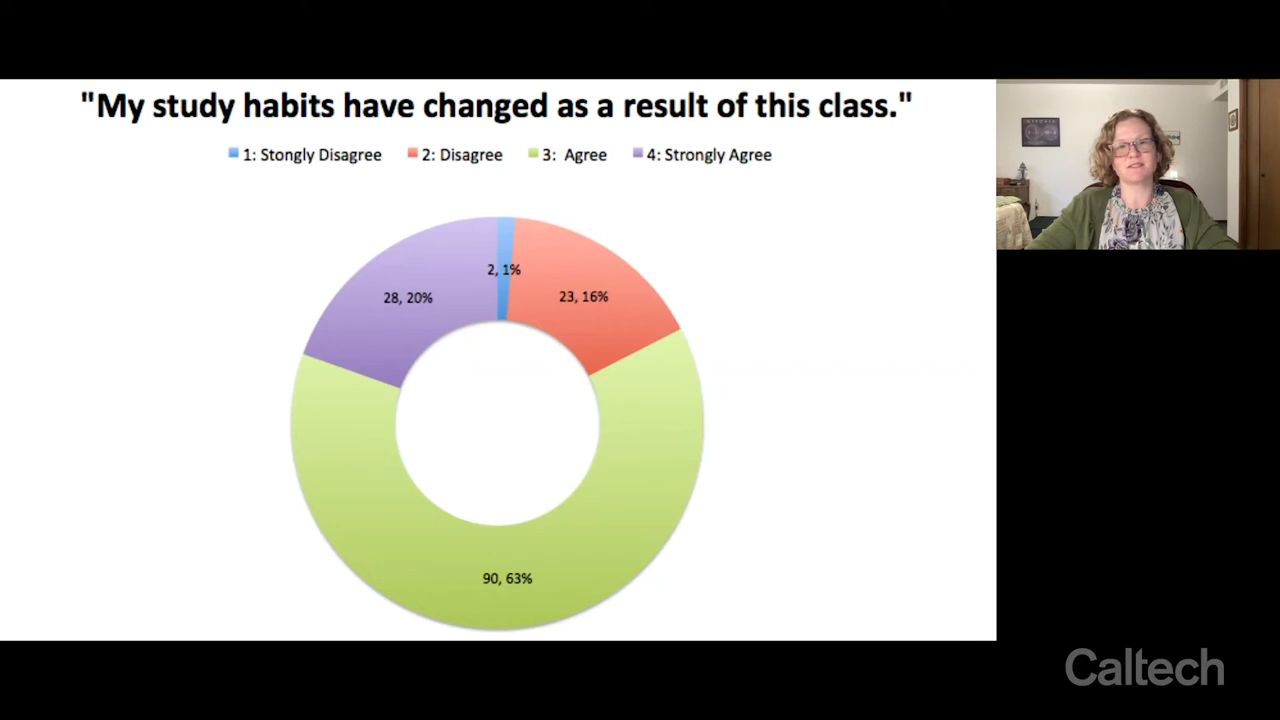 "My study habits have changed as a result of this class."
1: Stongly Disagree 2: Disagree 3: Agree 4: Strongly Agree
2, 1%
28, 20%
23, 16%
90, 63%
Caltech